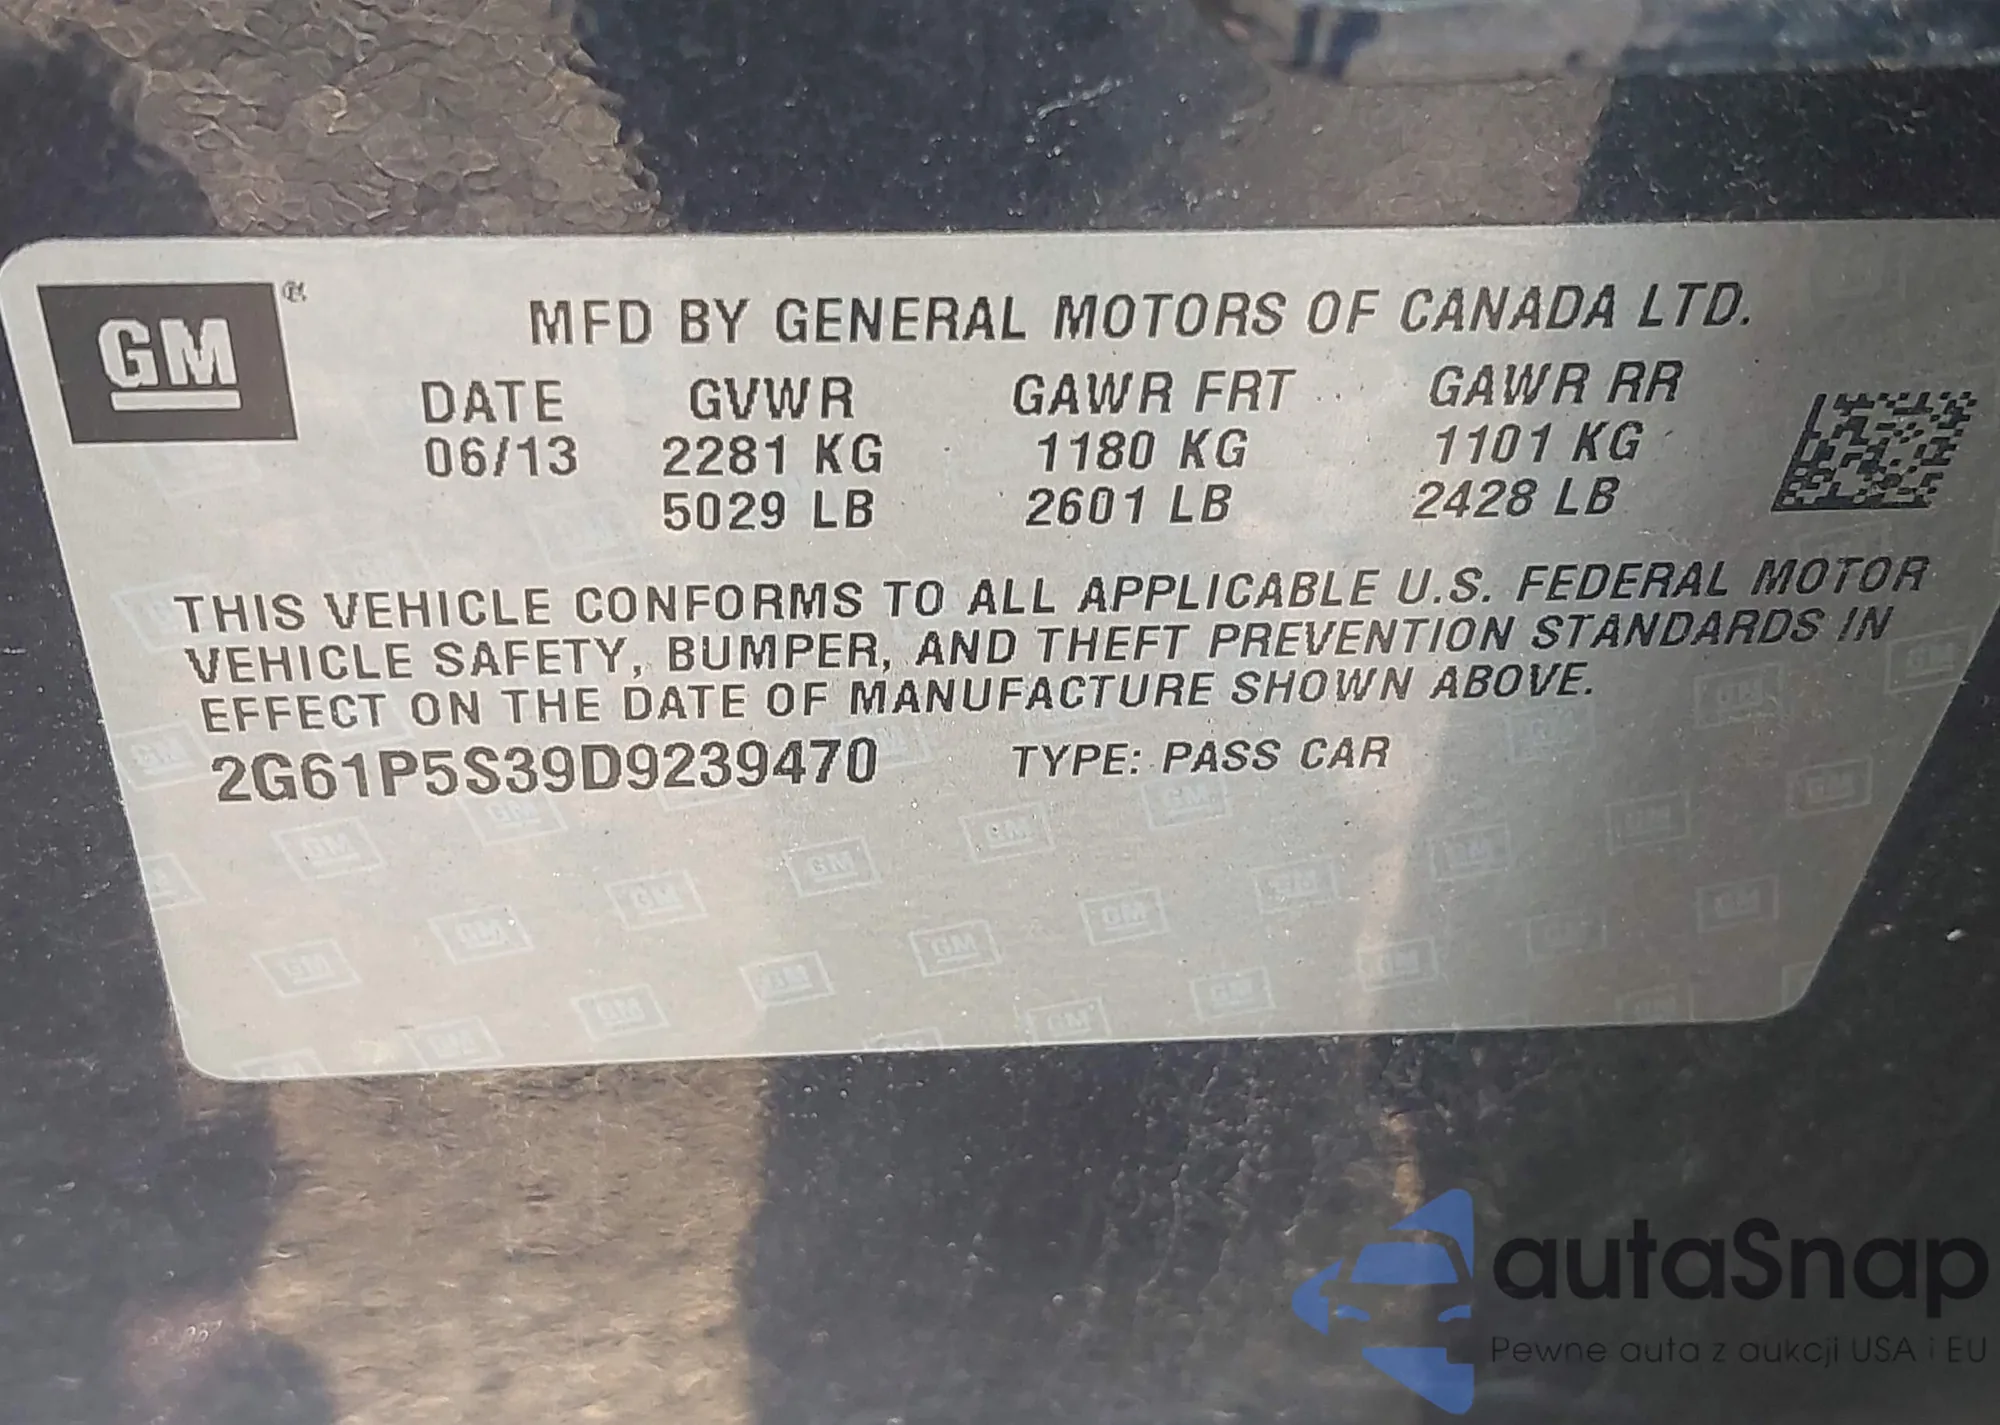 GM®
MFD BY GENERAL MOTORS OF CANADA LTD.
DATE GVWR GAWR FRT GAWR RR
06/13 2281 KG 1180 KG 1101 KG
5029 LB 2601 LB 2428 LB
THIS VEHICLE CONFORMS TO ALL APPLICABLE U.S. FEDERAL MOTOR
VEHICLE SAFETY, BUMPER, AND THEFT PREVENTION STANDARDS IN
EFFECT ON THE DATE OF MANUFACTURE SHOWN ABOVE.
2G61P5S39D9239470 TYPE: PASS CAR
autaSnap
Pewne auta z aukcji USA i EU